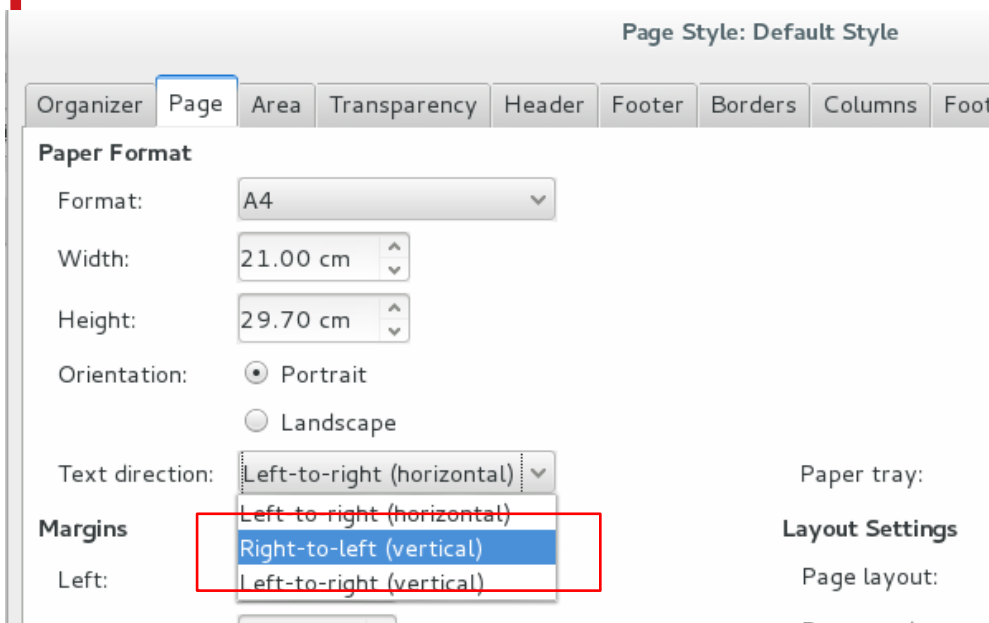 Page Style: Default Style
Organizer Page Area Transparency Header Footer Borders Columns Foot
Paper Format
Format: A4
Width: 21.00 cm
Height: 29.70 cm
Orientation: Portrait
Landscape
Text direction: Left-to-right (horizontal) Paper tray:
Left-to-right (horizontal)
Margins Layout Settings
Right-to-left (vertical)
Left: Page layout:
Left-to-right (vertical)